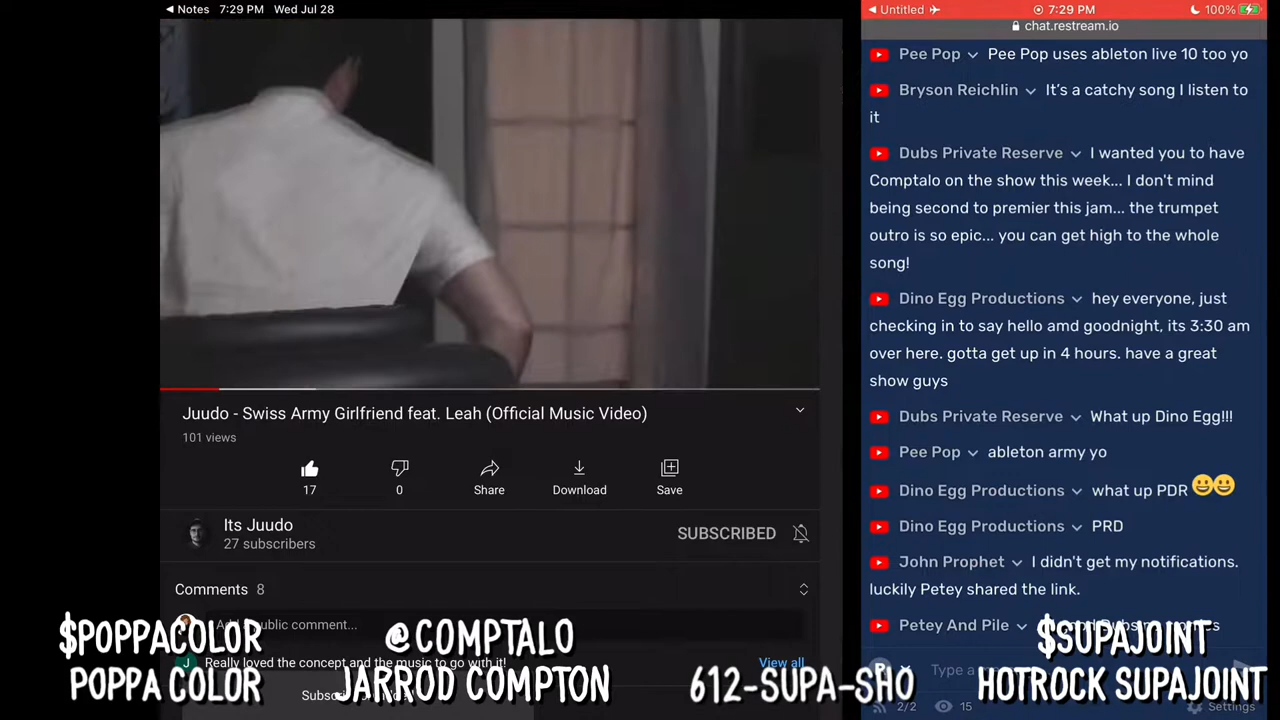 Notes 7:29 PM Wed Jul 28
Juudo - Swiss Army Girlfriend feat. Leah (Official Music Video)
101 views
17
0
Share
Download
Save
Its Juudo
27 subscribers
SUBSCRIBED
Comments 8
Add a public comment...
Really loved the concept and the music to go with it!
View all
Untitled 7:29 PM 100%
chat.restream.io
Pee Pop Pee Pop uses ableton live 10 too yo
Bryson Reichlin It's a catchy song I listen to
it
Dubs Private Reserve I wanted you to have
Comptalo on the show this week... I don't mind
being second to premier this jam... the trumpet
outro is so epic... you can get high to the whole
song!
Dino Egg Productions hey everyone, just
checking in to say hello amd goodnight, its 3:30 am
over here. gotta get up in 4 hours. have a great
show guys
Dubs Private Reserve What up Dino Egg!!!
Pee Pop ableton army yo
Dino Egg Productions what up PDR 😀😀
Dino Egg Productions PRD
John Prophet I didn't get my notifications.
luckily Petey shared the link.
Petey And Pile
Type a
2/2 15 Settings
$POPPACOLOR
POPPA COLOR
@COMPTALO
JARROD COMPTON
612-SUPA-SHO
$SUPAJOINT
HOTROCK SUPAJOINT